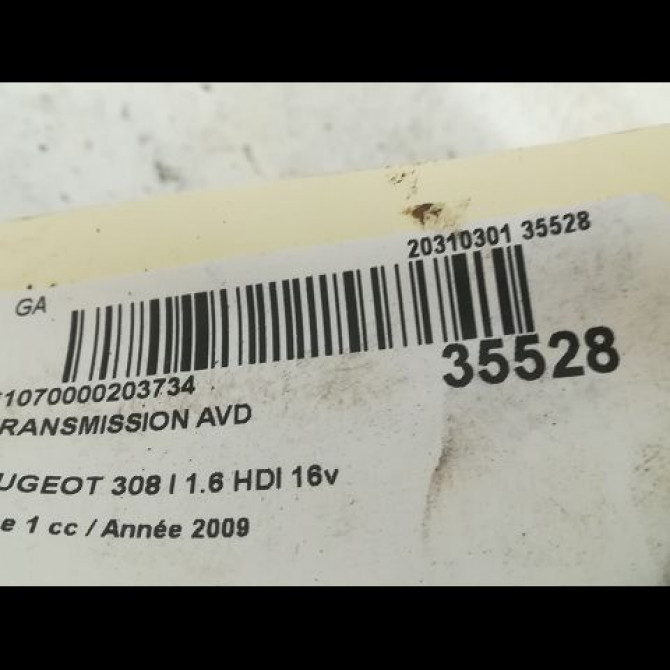 20310301 35528
GA
1070000203734
35528
RANSMISSION AVD
UGEOT 308 I 1.6 HDI 16v
e 1 cc / Année 2009